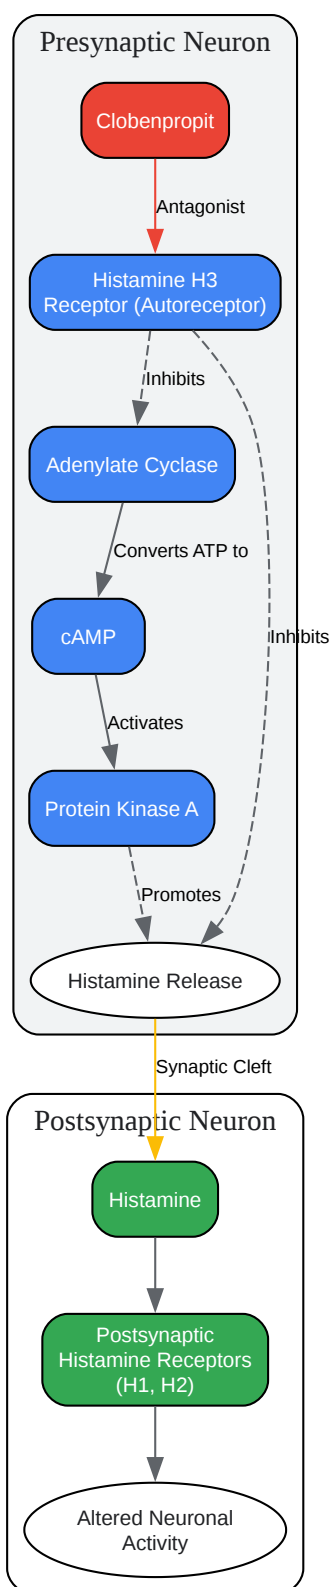 Presynaptic Neuron
Clobenpropit
Antagonist
Histamine H3
Receptor (Autoreceptor)
Inhibits
Adenylate Cyclase
Converts ATP to
cAMP
Inhibits
Activates
Protein Kinase A
Promotes
Histamine Release
Synaptic Cleft
Postsynaptic Neuron
Histamine
Postsynaptic
Histamine Receptors
(H1, H2)
Altered Neuronal
Activity